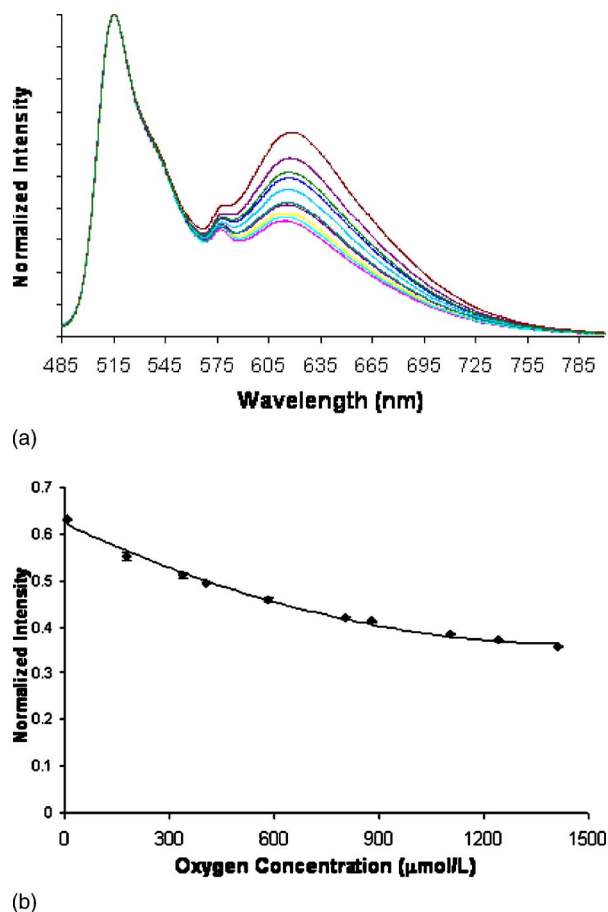 Normalized Intensity
485 515 545 575 605 635 665 695 725 755 785
Wavelength (nm)
(a)
0.7
0.6
0.5
0.4
0.3
0.2
0.1
0
Normalized Intensity
0 300 600 900 1200 1500
Oxygen Concentration (μmol/L)
(b)